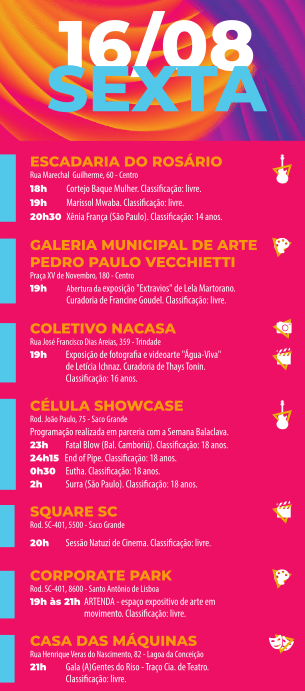 16/08
SEXTA
ESCADARIA DO ROSÁRIO
Rua Marechal Guilherme, 60 - Centro
18h Cortejo Baque Mulher. Classificação: livre.
19h Marissol Mwaba. Classificação: livre.
20h30 Xênia França (São Paulo). Classificação: 14 anos.
GALERIA MUNICIPAL DE ARTE
PEDRO PAULO VECCHIETTI
Praça XV de Novembro, 180 - Centro
19h Abertura da exposição "Extravios" de Lela Martorano.
Curadoria de Francine Goudel. Classificação: livre.
COLETIVO NACASA
Rua José Francisco Dias Areias, 359 - Trindade
19h Exposição de fotografia e videoarte "Água-Viva"
de Letícia Ichnaz. Curadoria de Thays Tonin.
Classificação: 16 anos.
CÉLULA SHOWCASE
Rod. João Paulo, 75 - Saco Grande
Programação realizada em parceria com a Semana Balaclava.
23h Fatal Blow (Bal. Camboriú). Classificação: 18 anos.
24h15 End of Pipe. Classificação: 18 anos.
0h30 Eutha. Classificação: 18 anos.
2h Surra (São Paulo). Classificação: 18 anos.
SQUARE SC
Rod. SC-401, 5500 - Saco Grande
20h Sessão Natuzi de Cinema. Classificação: livre.
CORPORATE PARK
Rod. SC-401, 8600 - Santo Antônio de Lisboa
19h às 21h ARTENDA - espaço expositivo de arte em
movimento. Classificação: livre.
CASA DAS MÁQUINAS
Rua Henrique Veras do Nascimento, 82 - Lagoa da Conceição
21h Gala (A)Gentes do Riso - Traço Cia. de Teatro.
Classificação: livre.